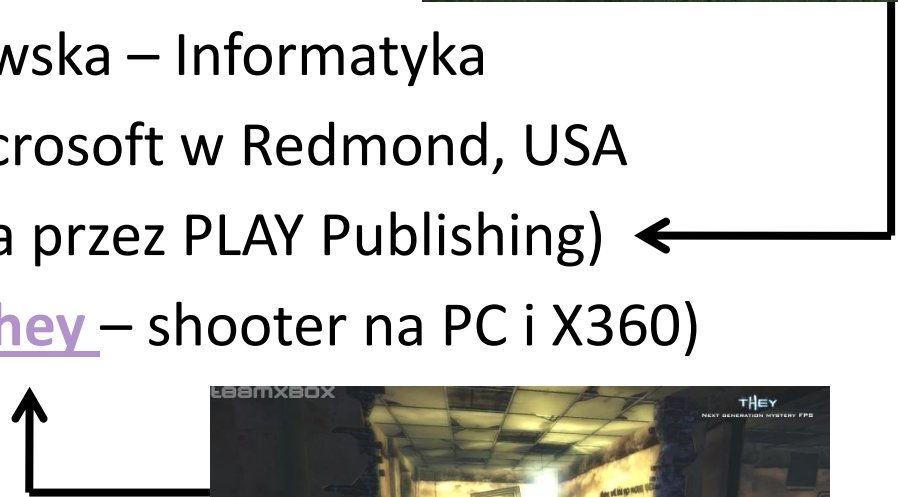 wska – Informatyka
crosoft w Redmond, USA
a przez PLAY Publishing)
hey – shooter na PC i X360)
teamxbox
THEY
NEXT GENERATION MYSTERY FPS